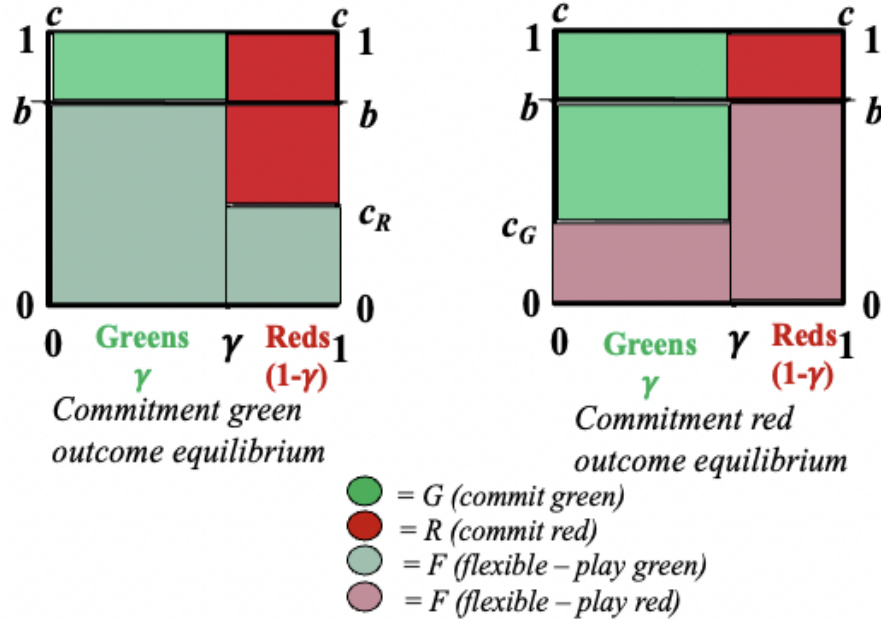 c c
1 1
b b
c_R
0 0
0 Greens γ Reds 1
γ (1-γ)
Commitment green
outcome equilibrium
c c
1 1
b b
c_G
0 0
0 Greens γ Reds 1
γ (1-γ)
Commitment red
outcome equilibrium
= G (commit green)
= R (commit red)
= F (flexible – play green)
= F (flexible – play red)